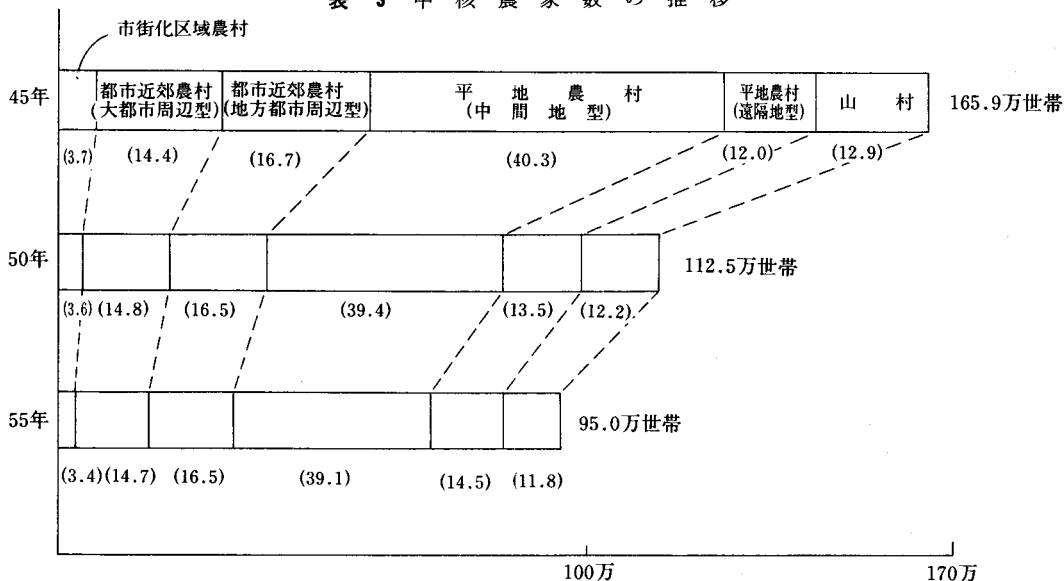 表 3 中核農家数の推移
市街化区域農村
45年
都市近郊農村
(大都市周辺型)
都市近郊農村
(地方都市周辺型)
平地農村
(中間地型)
平地農村
(遠隔地型)
山村
165.9万世帯
(3.7) (14.4) (16.7) (40.3) (12.0) (12.9)
50年
112.5万世帯
(3.6) (14.8) (16.5) (39.4) (13.5) (12.2)
55年
95.0万世帯
(3.4) (14.7) (16.5) (39.1) (14.5) (11.8)
100万 170万